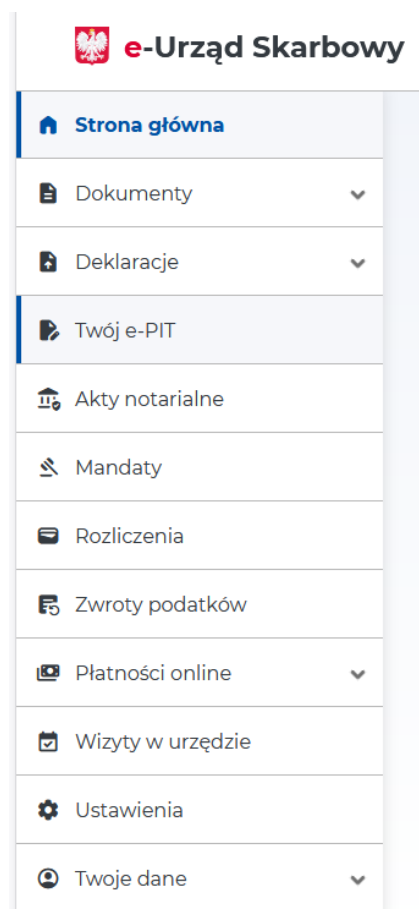 e-Urząd Skarbowy
Strona główna
Dokumenty
Deklaracje
Twój e-PIT
Akty notarialne
Mandaty
Rozliczenia
Zwroty podatków
Płatności online
Wizyty w urzędzie
Ustawienia
Twoje dane